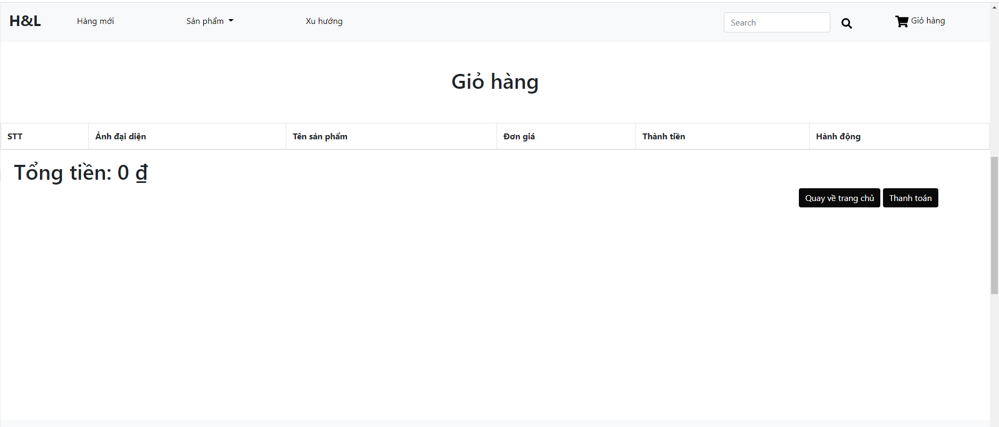 H&L Hàng mới Sản phẩm Xu hướng Search Giỏ hàng
Giỏ hàng
STT Ảnh đại diện Tên sản phẩm Đơn giá Thành tiền Hành động
Tổng tiền: 0 ₫
Quay về trang chủ Thanh toán